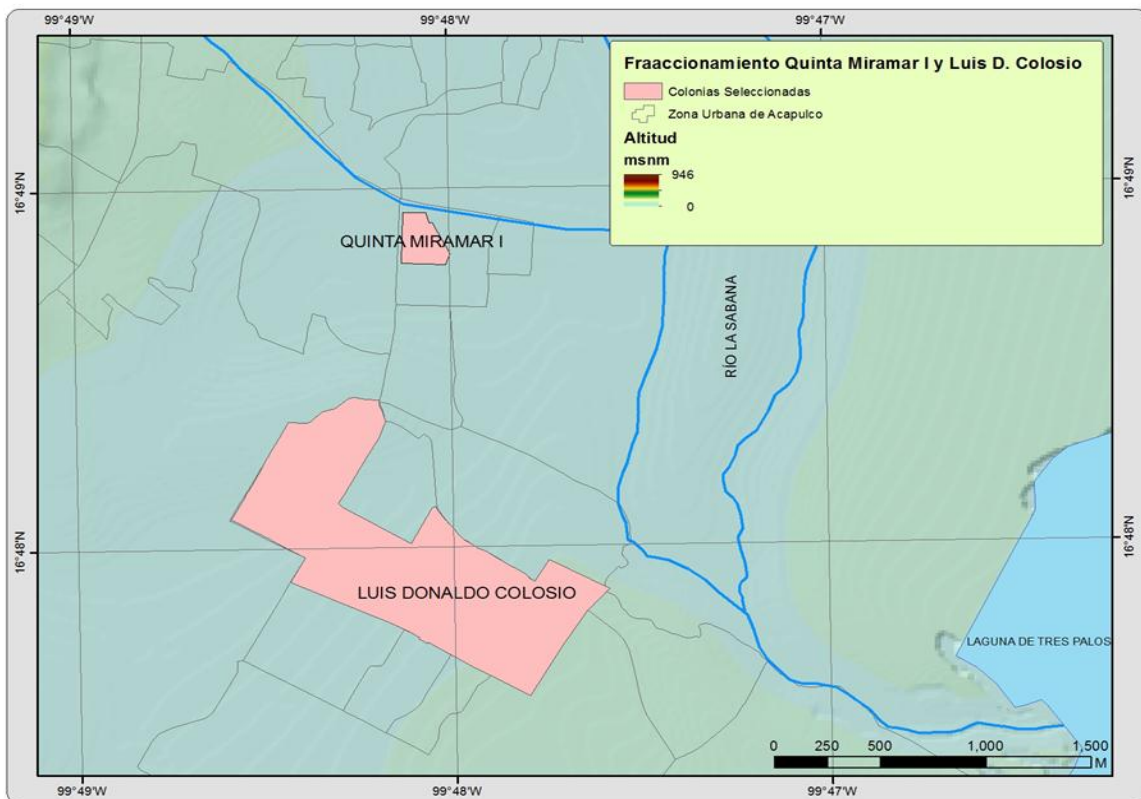 99°49'W 99°48'W 99°47'W
Fraaccionamiento Quinta Miramar I y Luis D. Colosio
Colonias Seleccionadas
Zona Urbana de Acapulco
Altitud
msnm
946
0
16°49'N 16°49'N
QUINTA MIRAMAR I
RÍO LA SABANA
16°48'N 16°48'N
LUIS DONALDO COLOSIO
LAGUNA DE TRES PALOS
0 250 500 1,000 1,500
M
99°49'W 99°48'W 99°47'W